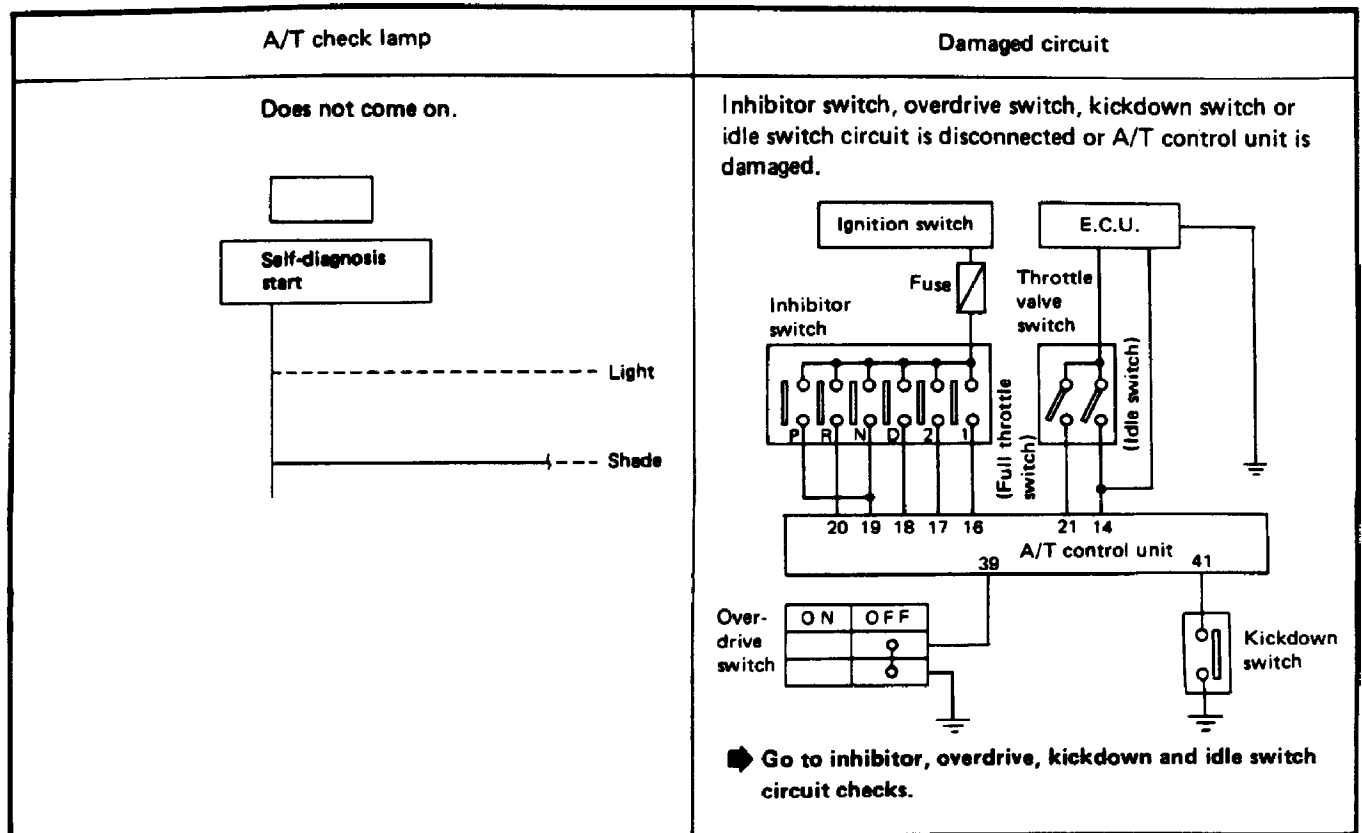 A/T check lamp
Damaged circuit
Does not come on.
Self-diagnosis
start
Light
Shade
Inhibitor switch, overdrive switch, kickdown switch or
idle switch circuit is disconnected or A/T control unit is
damaged.
Ignition switch
E.C.U.
Fuse
Throttle
valve
switch
Inhibitor
switch
(Idle switch)
(Full throttle
switch)
P R N D 2 1
20 19 18 17 16 21 14
A/T control unit
39 41
Over-
drive
switch
ON OFF
Kickdown
switch
Go to inhibitor, overdrive, kickdown and idle switch
circuit checks.